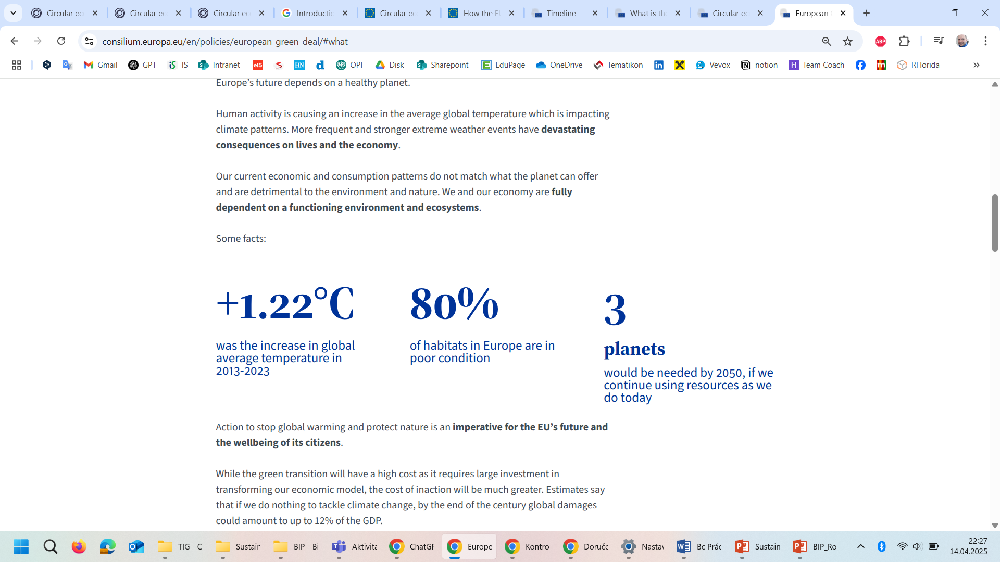 Circular ec
Circular ec
Circular ec
Introductio
Circular ec
How the EU
Timeline -
What is the
Circular ec
European
consilium.europa.eu/en/policies/european-green-deal/#what
ABP
Gmail
GPT
IS
Intranet
el5
HN
OPF
Disk
Sharepoint
EduPage
OneDrive
Tematikon
Vevox
notion
Team Coach
RFlorida
Europe’s future depends on a healthy planet.
Human activity is causing an increase in the average global temperature which is impacting
climate patterns. More frequent and stronger extreme weather events have devastating
consequences on lives and the economy.
Our current economic and consumption patterns do not match what the planet can offer
and are detrimental to the environment and nature. We and our economy are fully
dependent on a functioning environment and ecosystems.
Some facts:
+1.22°C
was the increase in global
average temperature in
2013-2023
80%
of habitats in Europe are in
poor condition
3
planets
would be needed by 2050, if we
continue using resources as we
do today
Action to stop global warming and protect nature is an imperative for the EU’s future and
the wellbeing of its citizens.
While the green transition will have a high cost as it requires large investment in
transforming our economic model, the cost of inaction will be much greater. Estimates say
that if we do nothing to tackle climate change, by the end of the century global damages
could amount to up to 12% of the GDP.
TIG - C
Sustain
BIP - Bi
Aktivita
ChatGP
Europe
Kontro
Doruče
Nastav
Bc Prác
Sustain
BIP_Ro
22:27
14.04.2025